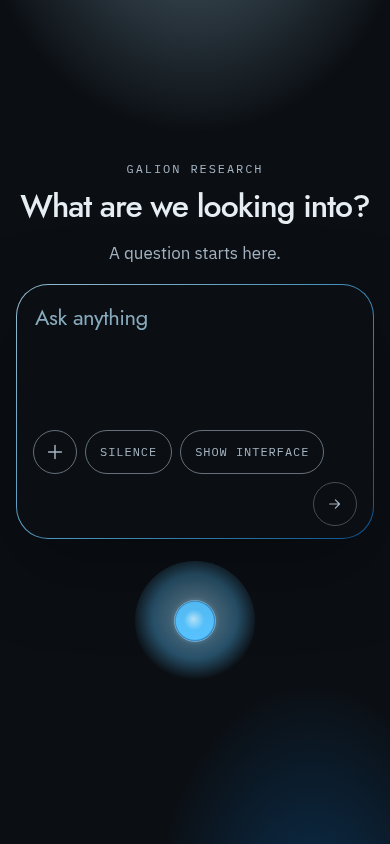 GALION RESEARCH
What are we looking into?
A question starts here.
Ask anything
SILENCE
SHOW INTERFACE